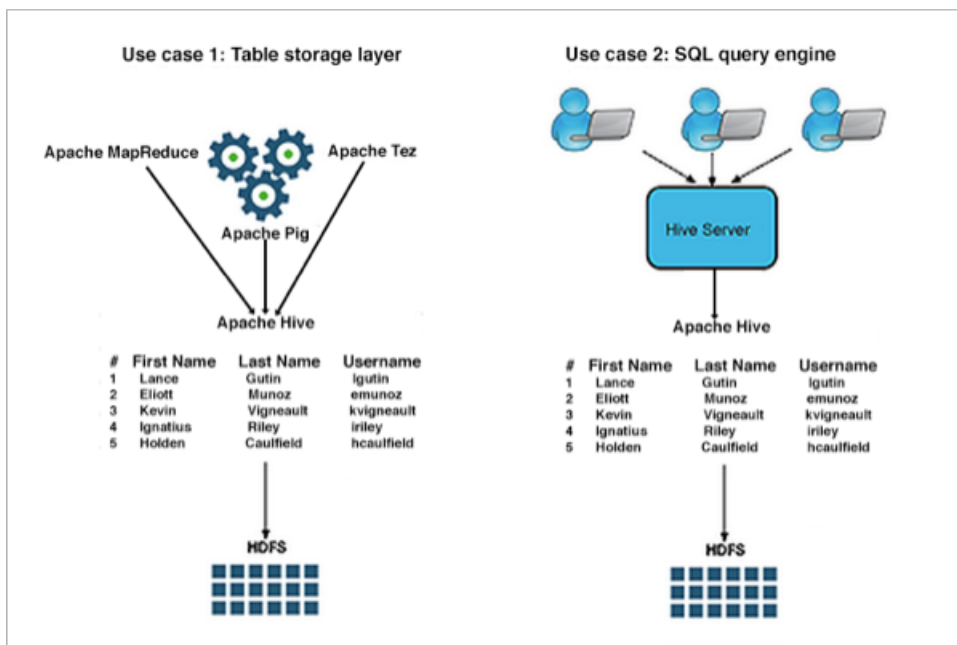 Use case 1: Table storage layer
Apache MapReduce
Apache Tez
Apache Pig
Apache Hive
# First Name Last Name Username
1 Lance Gutin lgutin
2 Eliott Munoz emunoz
3 Kevin Vigneault kvigneault
4 Ignatius Riley iriley
5 Holden Caulfield hcaulfield
HDFS
Use case 2: SQL query engine
Hive Server
Apache Hive
# First Name Last Name Username
1 Lance Gutin lgutin
2 Eliott Munoz emunoz
3 Kevin Vigneault kvigneault
4 Ignatius Riley iriley
5 Holden Caulfield hcaulfield
HDFS